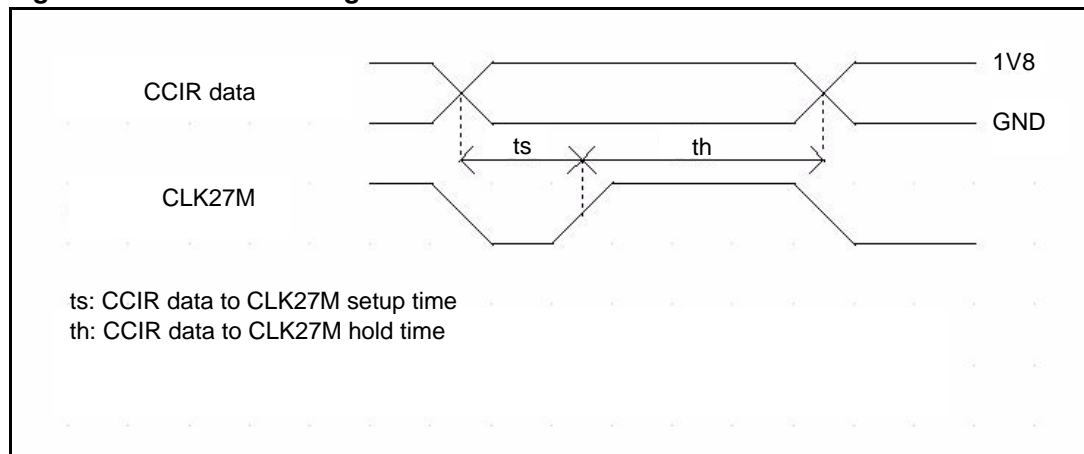 1V8
CCIR data
GND
ts
th
CLK27M
ts: CCIR data to CLK27M setup time
th: CCIR data to CLK27M hold time